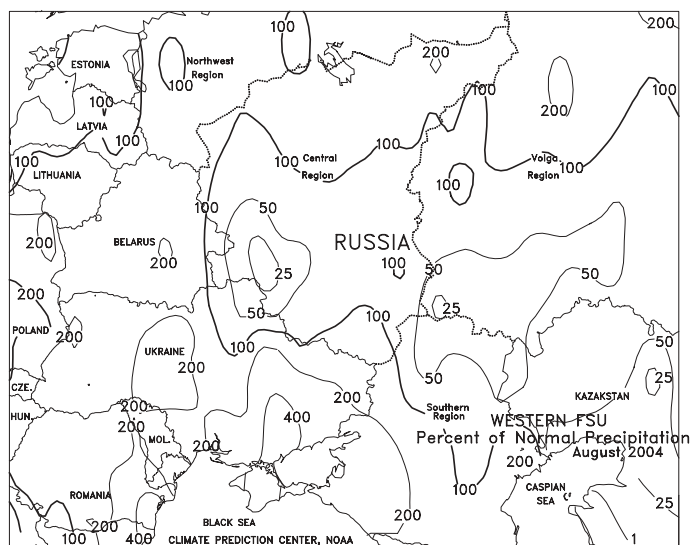 200
100
200
ESTONIA
Northwest
Region
100
100
200
100
100
LATVIA
100
100
100
Central
Region
100
Volga
Region
100
LITHUANIA
100
100
50
RUSSIA
200
BELARUS
200
25
100
50
50
200
50
25
100
POLAND
200
50
100
UKRAINE
200
50
25
CZE.
200
KAZAKSTAN
200
HUN.
400
Southern
Region
WESTERN FSU
200
MOL.
200
Percent of Normal Precipitation
August 2004
200
100
CASPIAN
SEA
ROMANIA
25
200
BLACK SEA
200
100
400
CLIMATE PREDICTION CENTER, NOAA
1